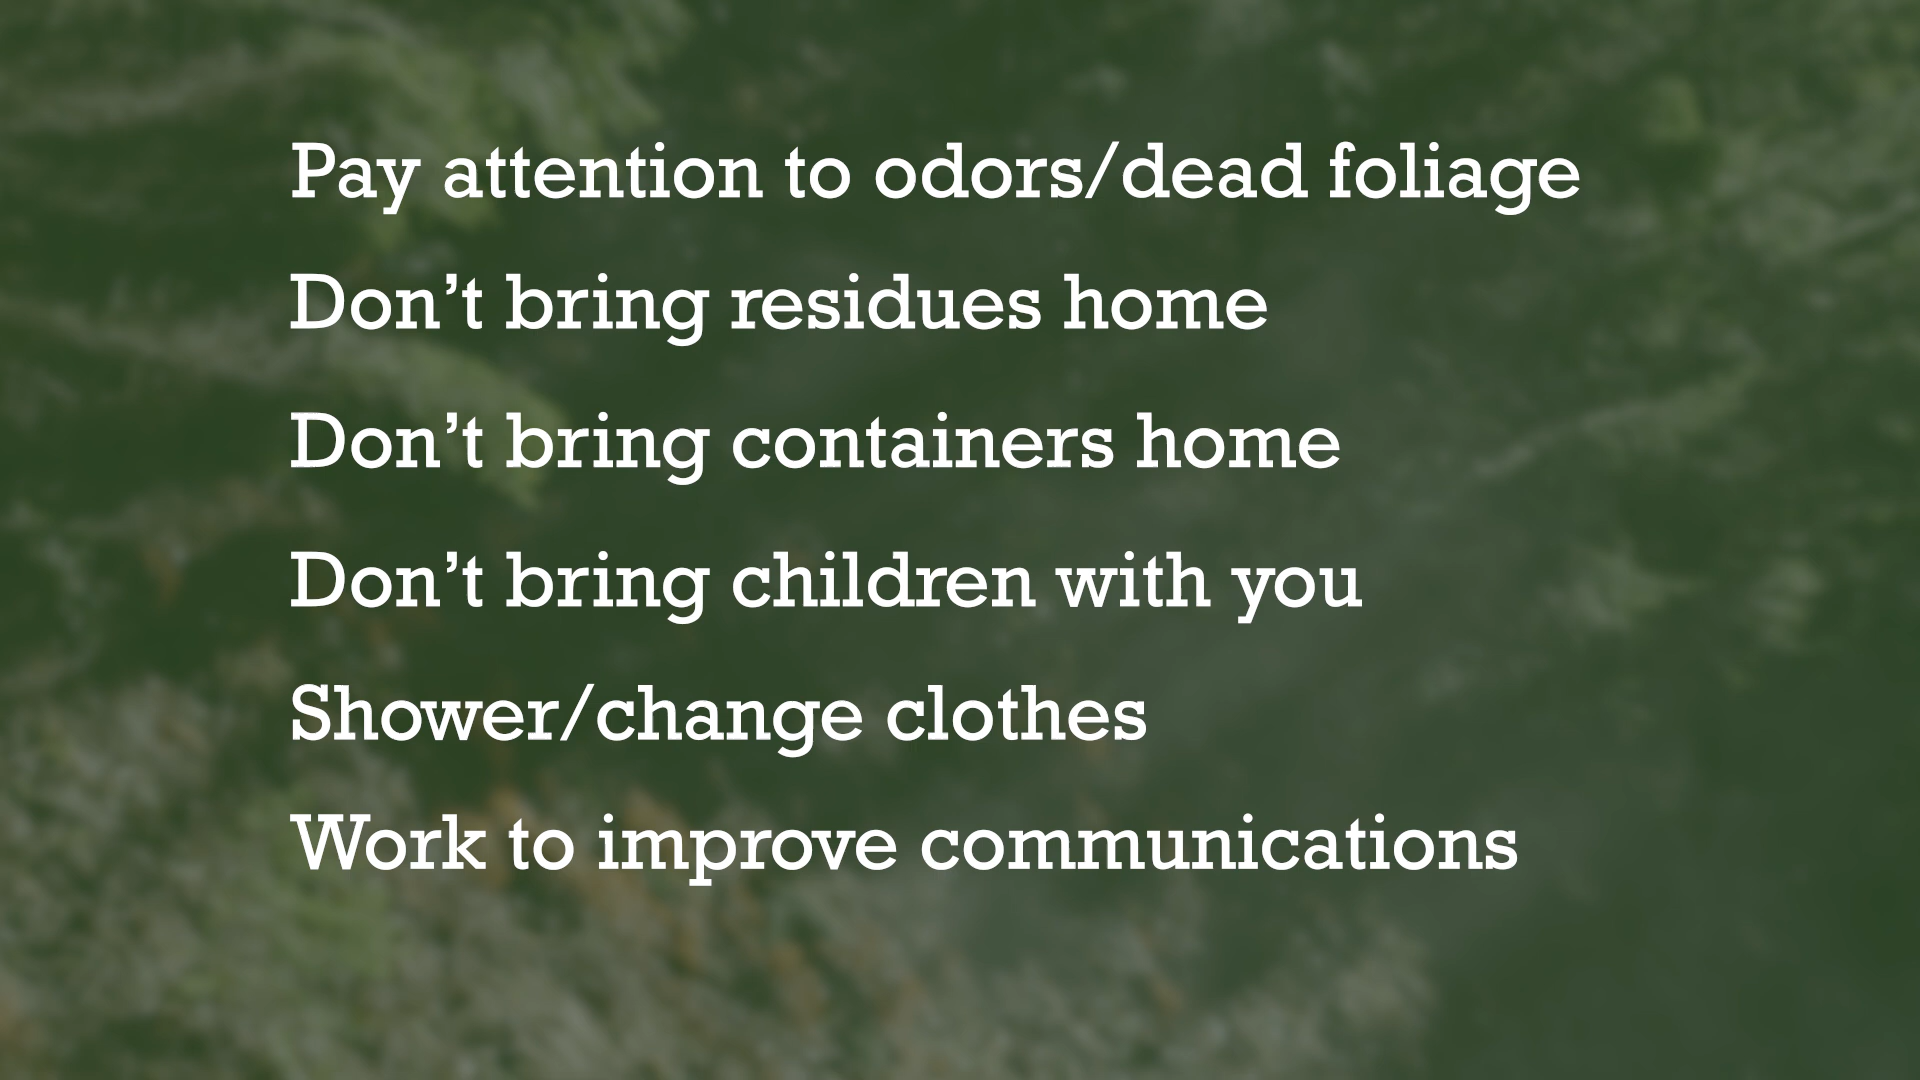 Pay attention to odors/dead foliage
Don’t bring residues home
Don’t bring containers home
Don’t bring children with you
Shower/change clothes
Work to improve communications